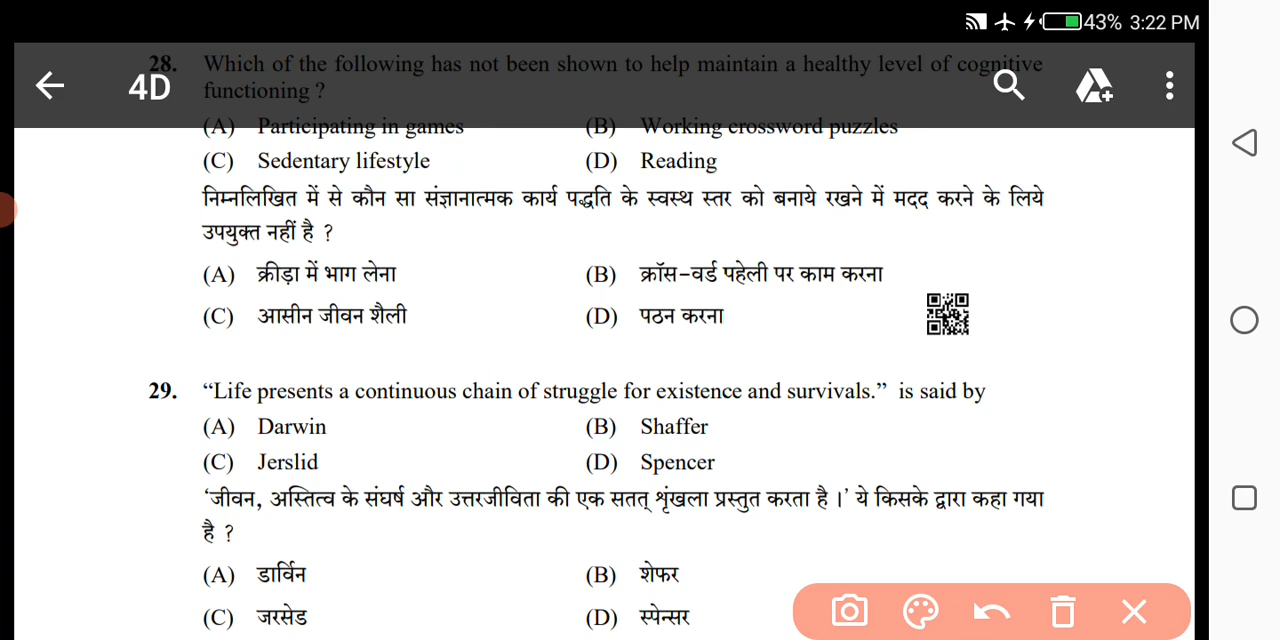 43% 3:22 PM
4D
28. Which of the following has not been shown to help maintain a healthy level of cognitive
functioning ?
(A) Participating in games (B) Working crossword puzzles
(C) Sedentary lifestyle (D) Reading
निम्नलिखित में से कौन सा संज्ञानात्मक कार्य पद्धति के स्वस्थ स्तर को बनाये रखने में मदद करने के लिये
उपयुक्त नहीं है ?
(A) क्रीड़ा में भाग लेना (B) क्रॉस-वर्ड पहेली पर काम करना
(C) आसीन जीवन शैली (D) पठन करना
29. “Life presents a continuous chain of struggle for existence and survivals.” is said by
(A) Darwin (B) Shaffer
(C) Jerslid (D) Spencer
‘जीवन, अस्तित्व के संघर्ष और उत्तरजीविता की एक सतत् शृंखला प्रस्तुत करता है ।’ ये किसके द्वारा कहा गया
है ?
(A) डार्विन (B) शेफर
(C) जरसेड (D) स्पेन्सर